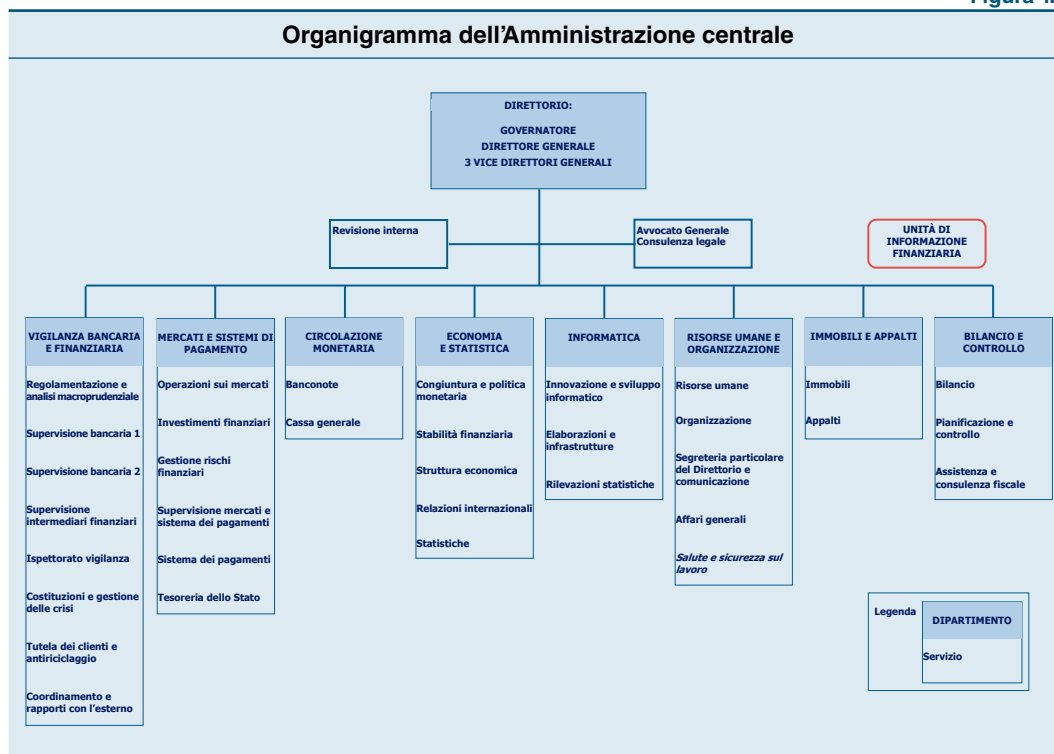 Figura
Organigramma dell'Amministrazione centrale
DIRETTORIO:
GOVERNATORE
DIRETTORE GENERALE
3 VICE DIRETTORI GENERALI
Revisione interna
Avvocato Generale
Consulenza legale
UNITÀ DI
INFORMAZIONE
FINANZIARIA
VIGILANZA BANCARIA
E FINANZIARIA
Regolamentazione e
analisi macroprudenziale
Supervisione bancaria 1
Supervisione bancaria 2
Supervisione
intermediari finanziari
Ispettorato vigilanza
Costituzioni e gestione
delle crisi
Tutela dei clienti e
antiriciclaggio
Coordinamento e
rapporti con l'esterno
MERCATI E SISTEMI DI
PAGAMENTO
Operazioni sui mercati
Investimenti finanziari
Gestione rischi
finanziari
Supervisione mercati e
sistema dei pagamenti
Sistema dei pagamenti
Tesoreria dello Stato
CIRCOLAZIONE
MONETARIA
Banconote
Cassa generale
ECONOMIA
E STATISTICA
Congiuntura e politica
monetaria
Stabilità finanziaria
Struttura economica
Relazioni internazionali
Statistiche
INFORMATICA
Innovazione e sviluppo
informatico
Elaborazioni e
infrastrutture
Rilevazioni statistiche
RISORSE UMANE E
ORGANIZZAZIONE
Risorse umane
Organizzazione
Segreteria particolare
del Direttorio e
comunicazione
Affari generali
Salute e sicurezza sul
lavoro
IMMOBILI E APPALTI
Immobili
Appalti
BILANCIO E
CONTROLLO
Bilancio
Pianificazione e
controllo
Assistenza e
consulenza fiscale
Legenda
DIPARTIMENTO
Servizio